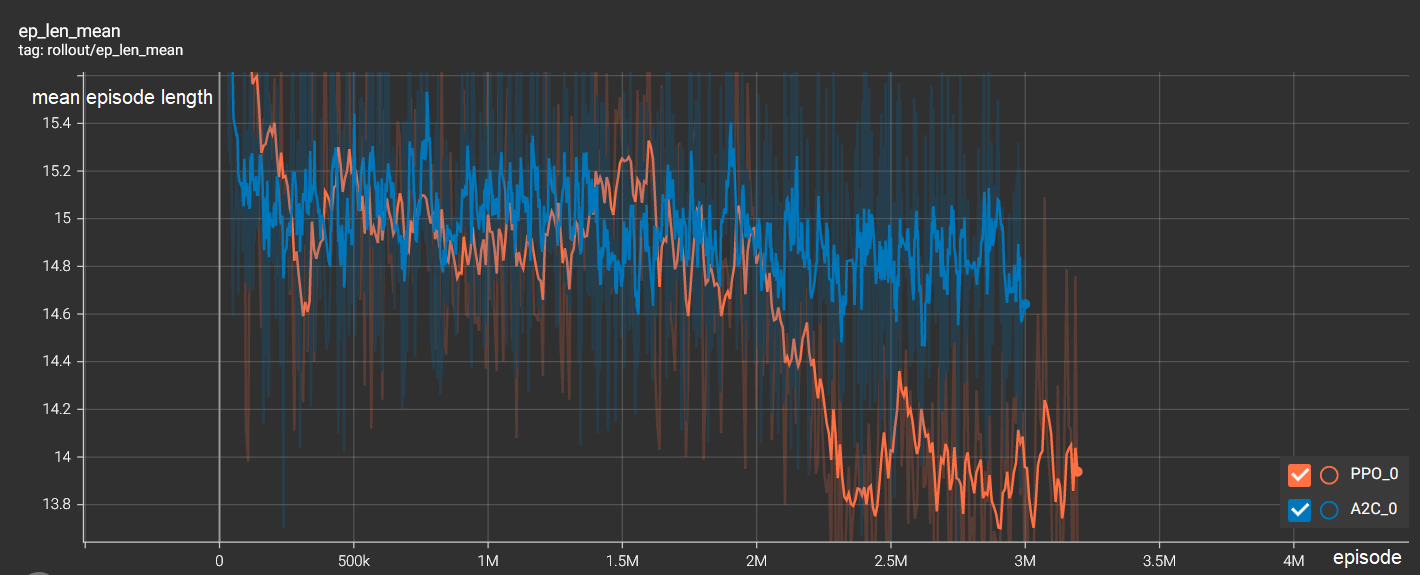 ep_len_mean
tag: rollout/ep_len_mean
mean episode length
15.4
15.2
15
14.8
14.6
14.4
14.2
14
13.8
0 500k 1M 1.5M 2M 2.5M 3M 3.5M 4M
episode
PPO_0
A2C_0